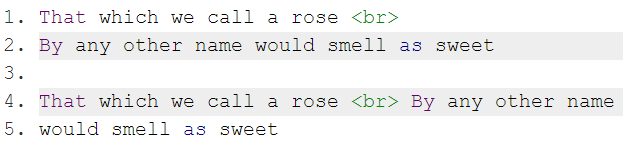 1. That which we call a rose <br>
2. By any other name would smell as sweet
3.
4. That which we call a rose <br> By any other name
5. would smell as sweet